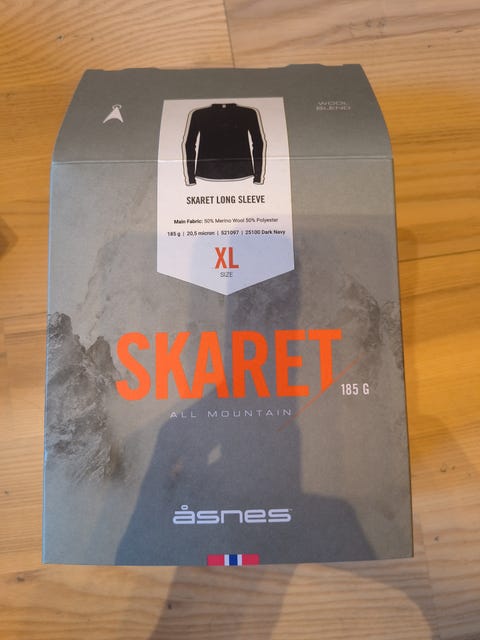 WOOL
BLEND
SKARET LONG SLEEVE
Main Fabric: 50% Merino Wool 50% Polyester
185 g | 20,5 micron | 521097 | 25100 Dark Navy
XL
SIZE
SKARET
185 G
ALL MOUNTAIN
åsnes